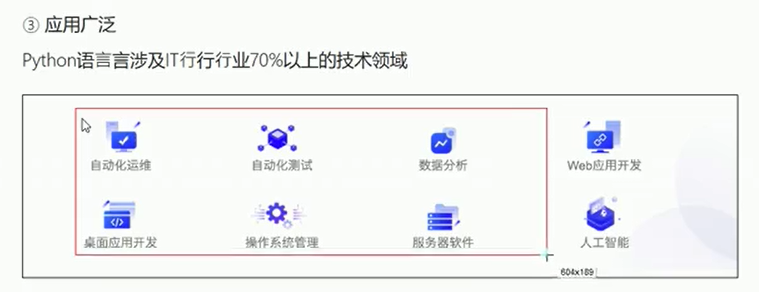 ③ 应用广泛
Python语言言涉及IT行行行业70%以上的技术领域
自动化运维 自动化测试 数据分析 Web应用开发
桌面应用开发 操作系统管理 服务器软件 人工智能
604x189